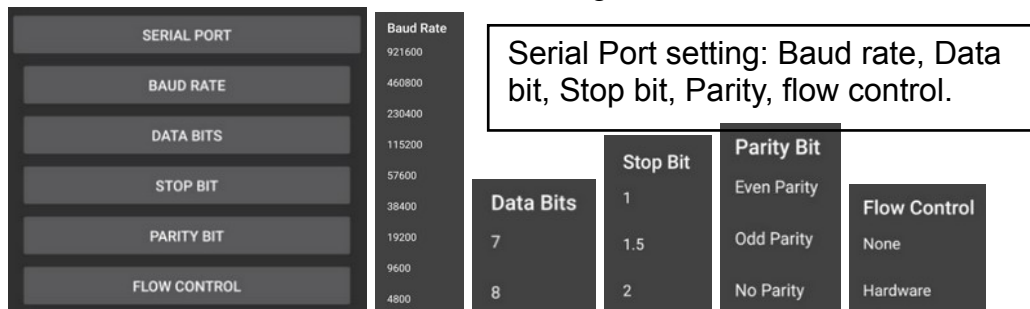 SERIAL PORT
BAUD RATE
DATA BITS
STOP BIT
PARITY BIT
FLOW CONTROL
Baud Rate
921600
460800
230400
115200
57600
38400
19200
9600
4800
Serial Port setting: Baud rate, Data
bit, Stop bit, Parity, flow control.
Data Bits
7
8
Stop Bit
1
1.5
2
Parity Bit
Even Parity
Odd Parity
No Parity
Flow Control
None
Hardware